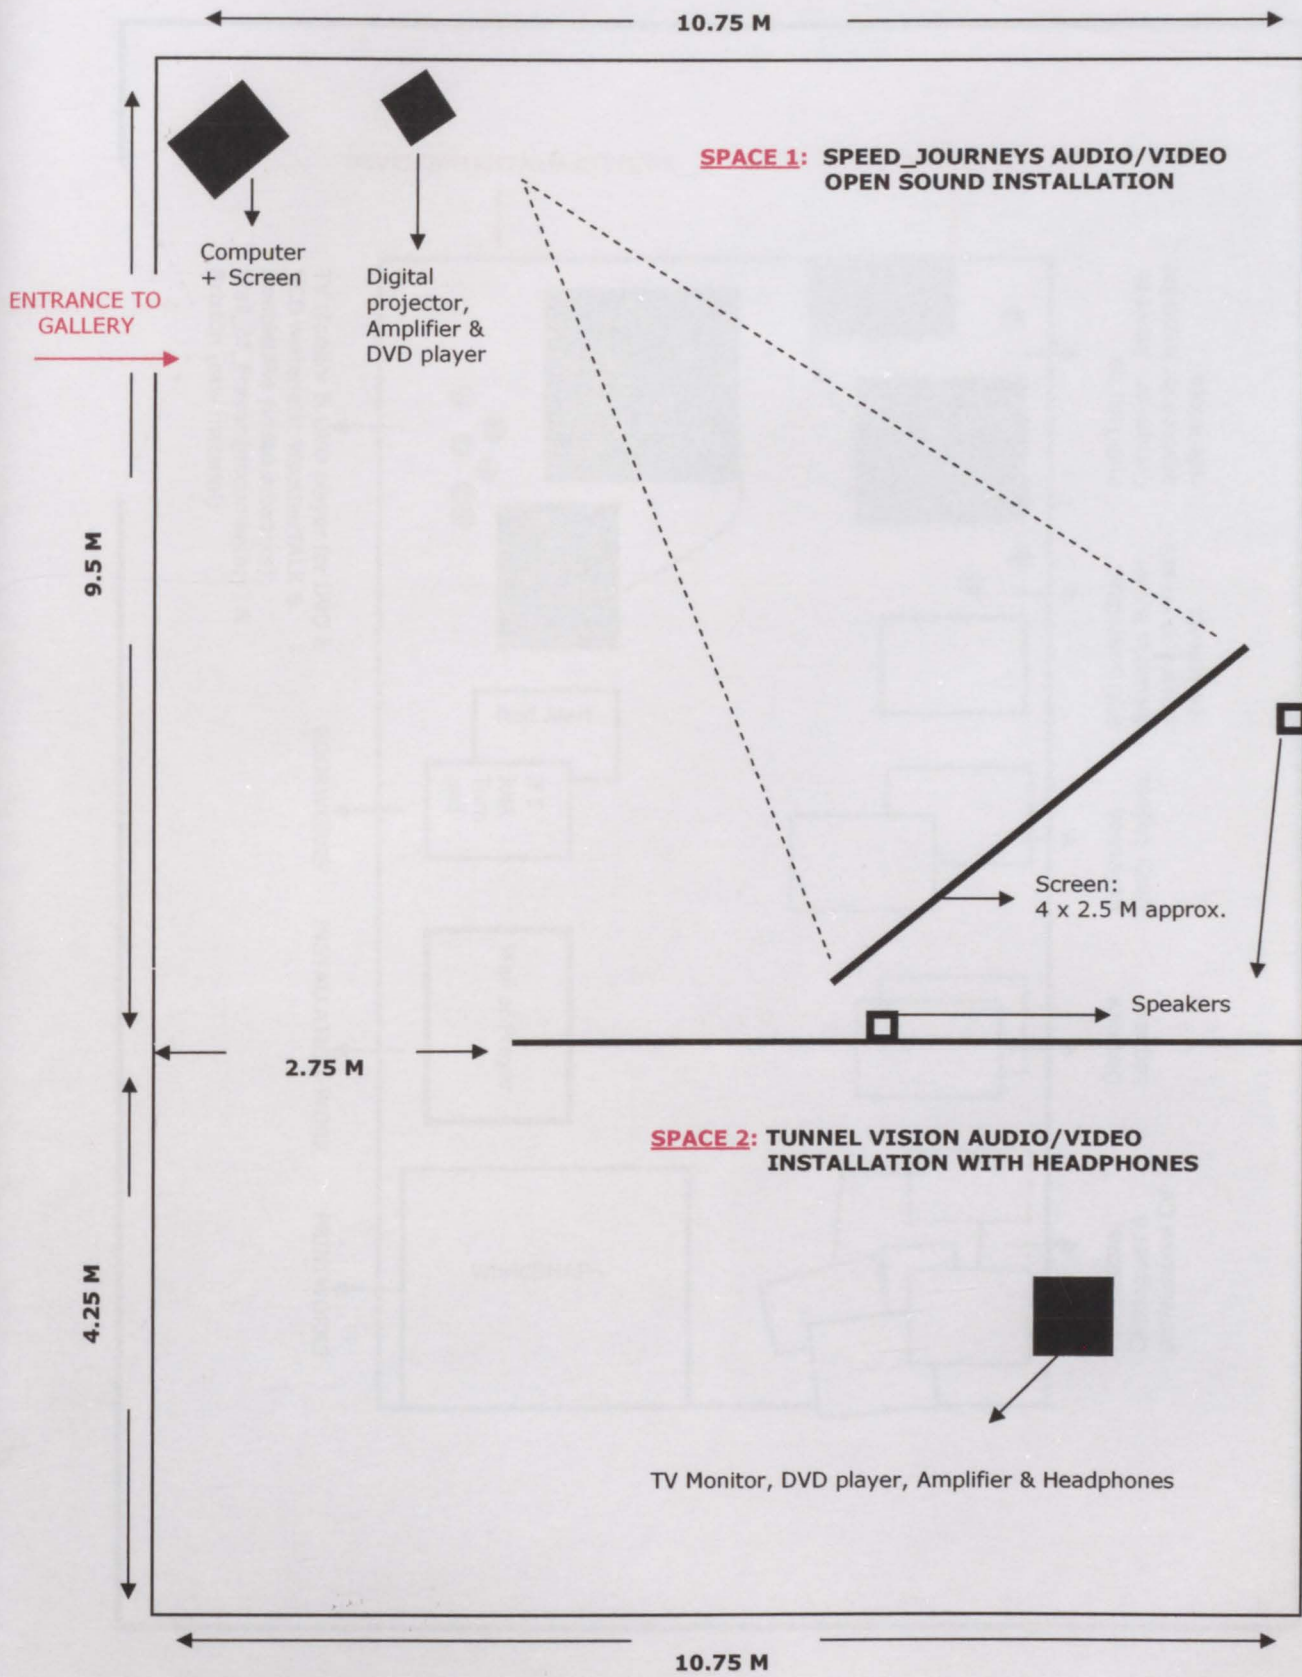 10.75 M
SPACE 1: SPEED_JOURNEYS AUDIO/VIDEO
OPEN SOUND INSTALLATION
Computer
+ Screen
Digital
projector,
Amplifier &
DVD player
ENTRANCE TO
GALLERY
9.5 M
Screen:
4 x 2.5 M approx.
Speakers
2.75 M
SPACE 2: TUNNEL VISION AUDIO/VIDEO
INSTALLATION WITH HEADPHONES
4.25 M
TV Monitor, DVD player, Amplifier & Headphones
10.75 M